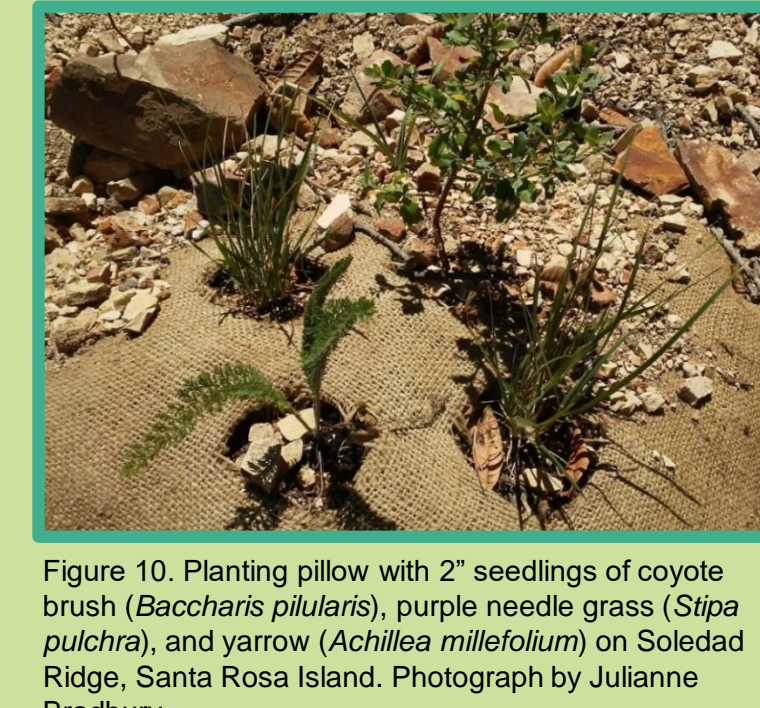 Figure 10. Planting pillow with 2” seedlings of coyote
brush (Baccharis pilularis), purple needle grass (Stipa
pulchra), and yarrow (Achillea millefolium) on Soledad
Ridge, Santa Rosa Island. Photograph by Julianne